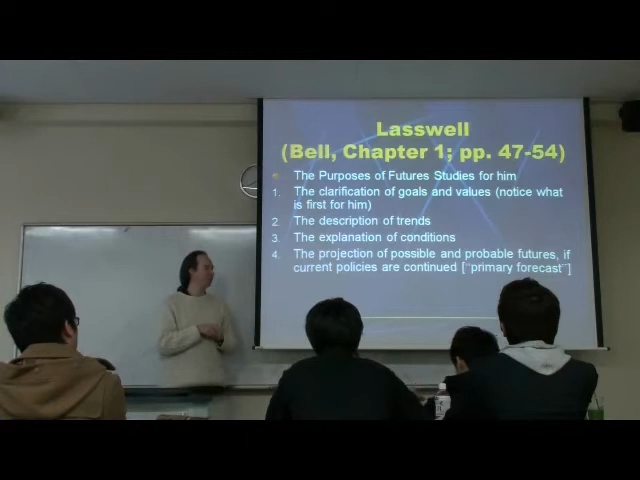 Lasswell
(Bell, Chapter 1; pp. 47-54)
The Purposes of Futures Studies for him
1. The clarification of goals and values (notice what
is first for him)
2. The description of trends
3. The explanation of conditions
4. The projection of possible and probable futures, if
current policies are continued ["primary forecast"]